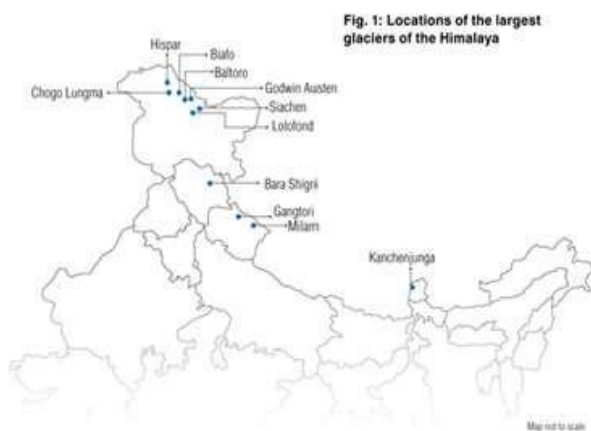 Fig. 1: Locations of the largest
glaciers of the Himalaya
Hispar
Biafo
Baltoro
Chogo Lungma
Godwin Austen
Siachen
Lolofond
Bara Shigrii
Gangtori
Milam
Kanchenjunga
Map not to scale